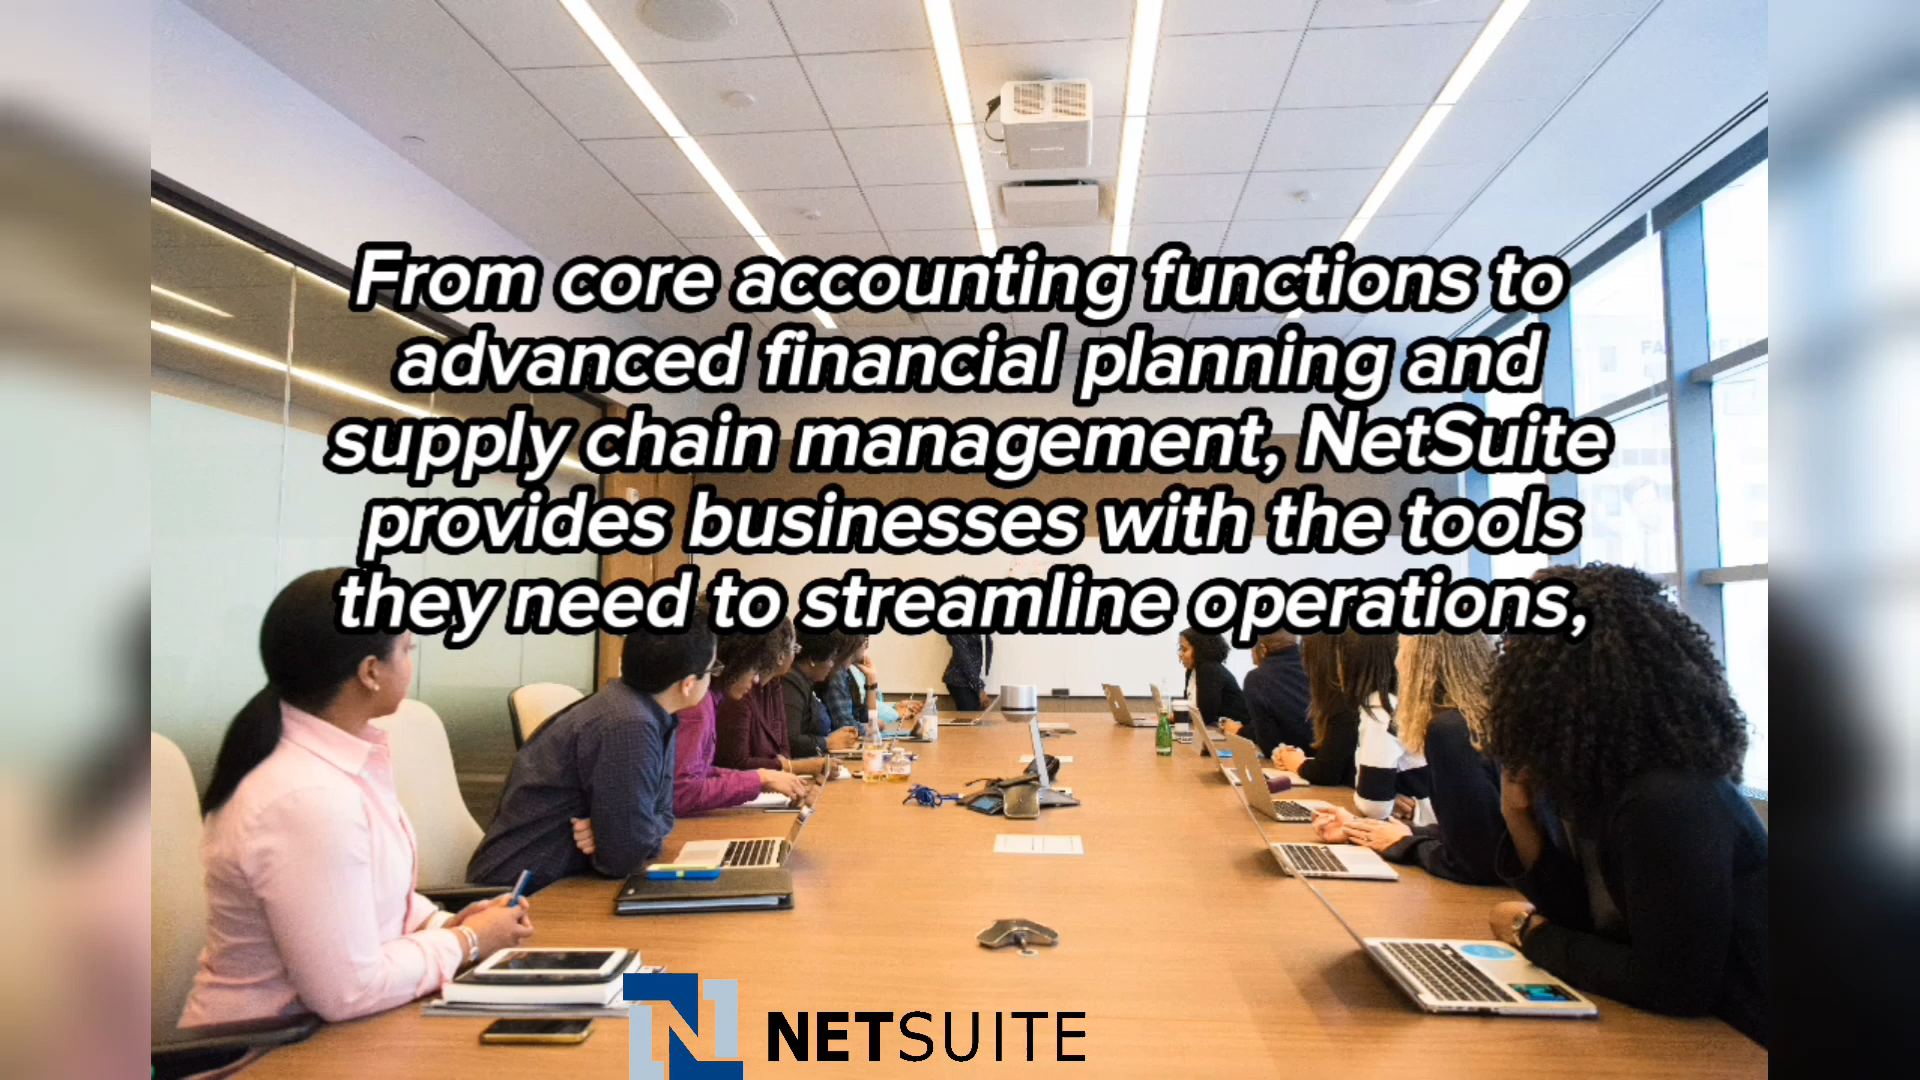 From core accounting functions to
advanced financial planning and
supply chain management, NetSuite
provides businesses with the tools
they need to streamline operations,
NETSUITE